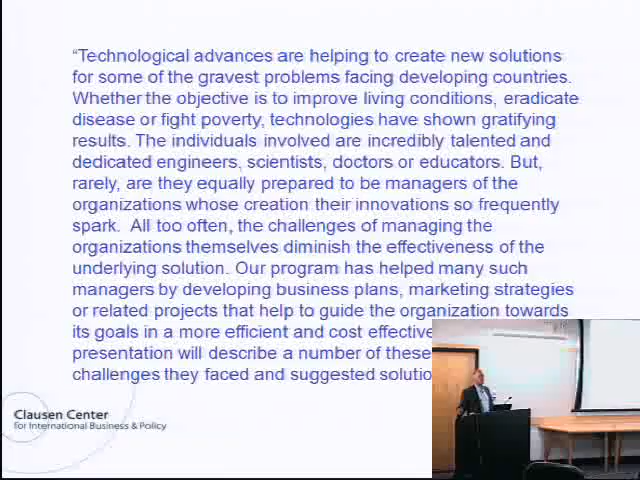 “Technological advances are helping to create new solutions
for some of the gravest problems facing developing countries.
Whether the objective is to improve living conditions, eradicate
disease or fight poverty, technologies have shown gratifying
results. The individuals involved are incredibly talented and
dedicated engineers, scientists, doctors or educators. But,
rarely, are they equally prepared to be managers of the
organizations whose creation their innovations so frequently
spark. All too often, the challenges of managing the
organizations themselves diminish the effectiveness of the
underlying solution. Our program has helped many such
managers by developing business plans, marketing strategies
or related projects that help to guide the organization towards
its goals in a more efficient and cost effective
presentation will describe a number of these
challenges they faced and suggested solutio
Clausen Center
for International Business & Policy